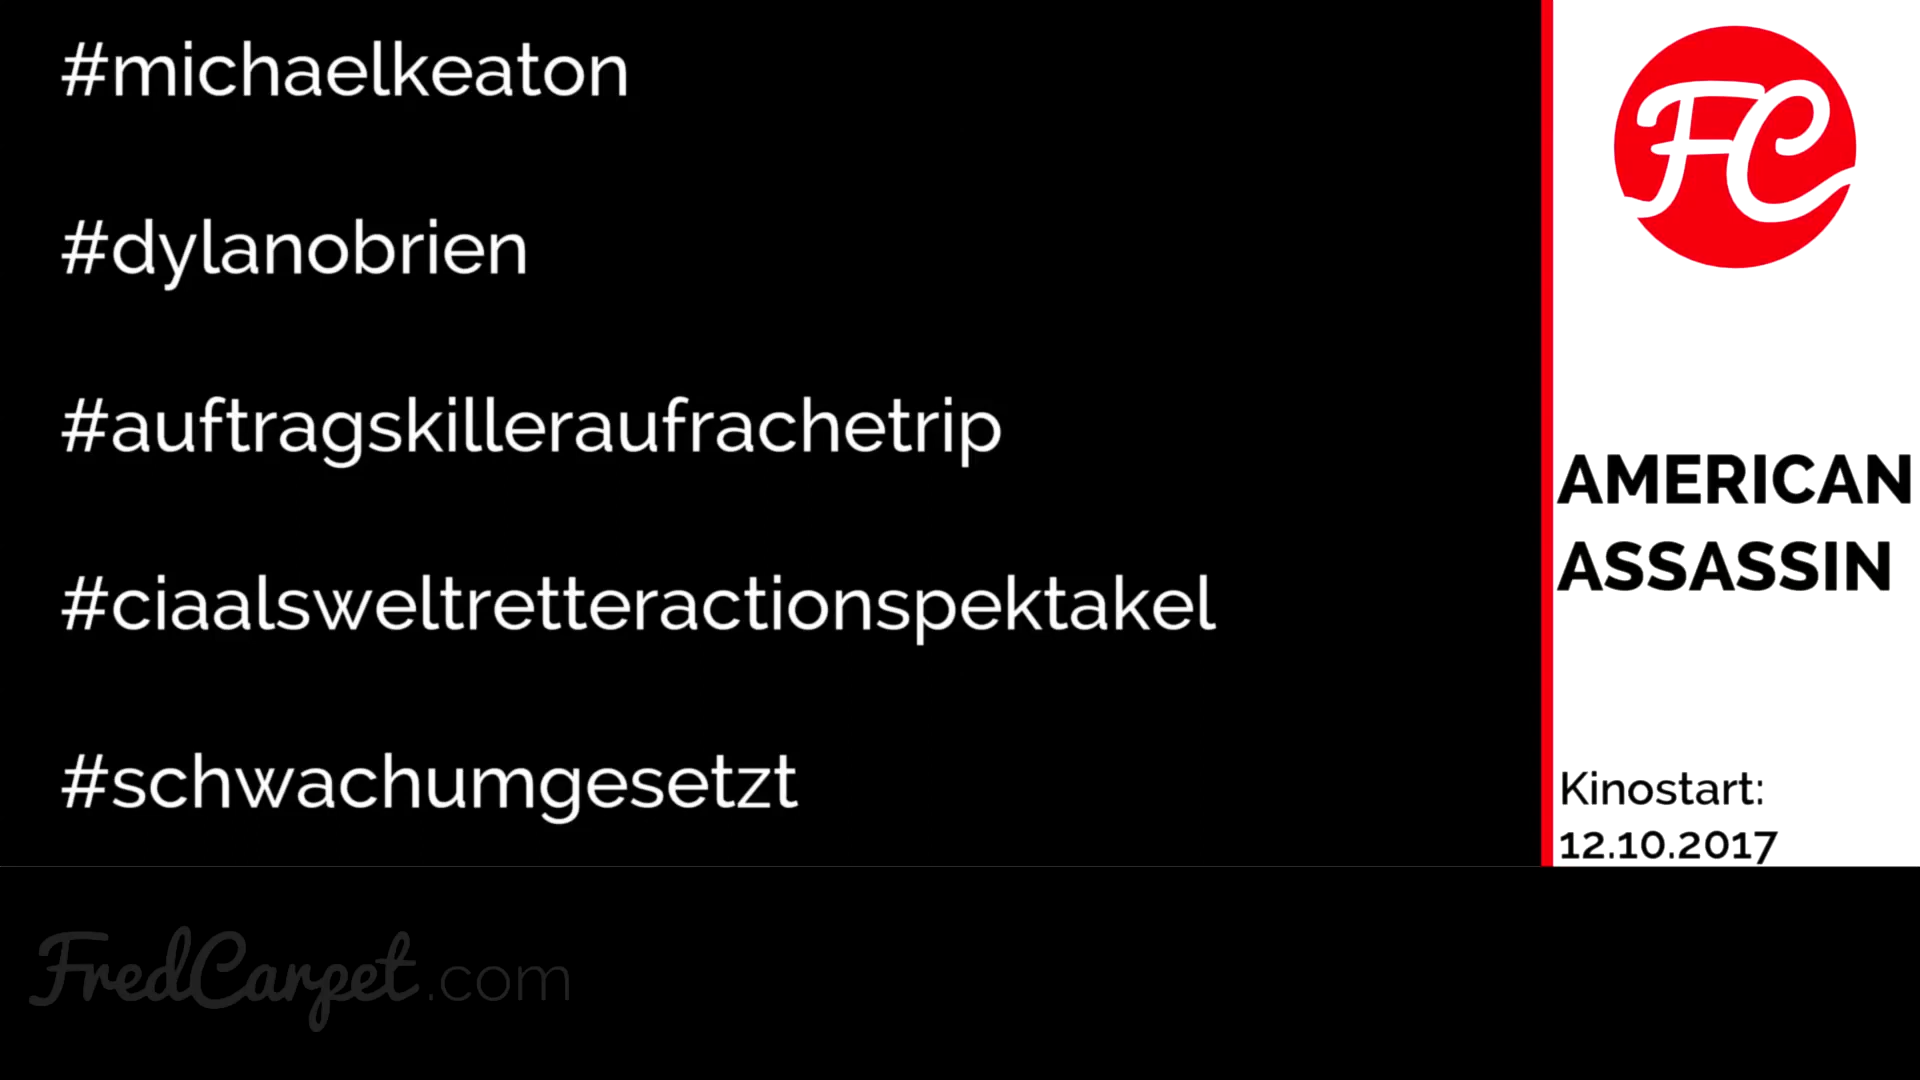 #michaelkeaton
#dylanobrien
#auftragskilleraufrachetrip
#ciaalsweltretteractionspektakel
#schwachumgesetzt
FC
AMERICAN
ASSASSIN
Kinostart:
12.10.2017
FredCarpet.com